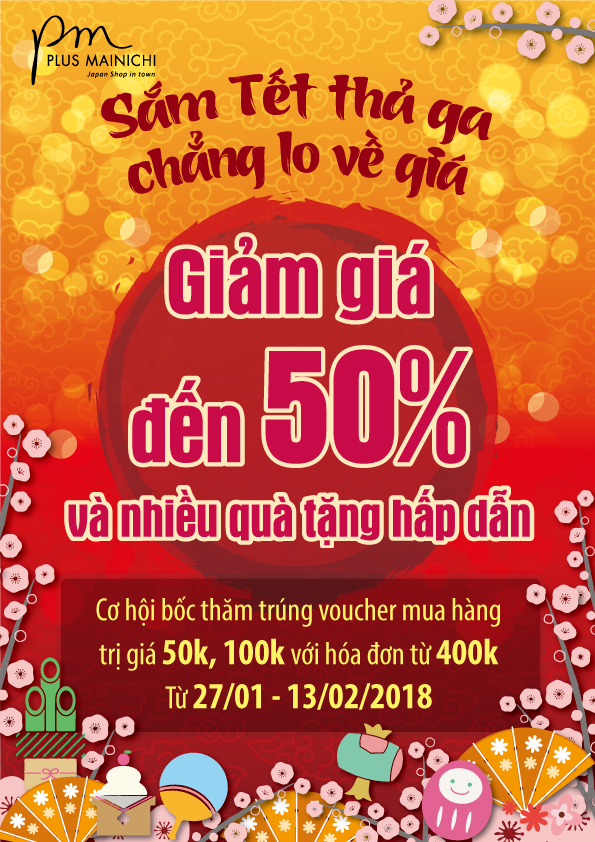 pm
PLUS MAINICHI
Japan Shop in town
Sắm Tết thả ga
chẳng lo về giá
Giảm giá
đến 50%
và nhiều quà tặng hấp dẫn
Cơ hội bốc thăm trúng voucher mua hàng
trị giá 50k, 100k với hóa đơn từ 400k
Từ 27/01 - 13/02/2018